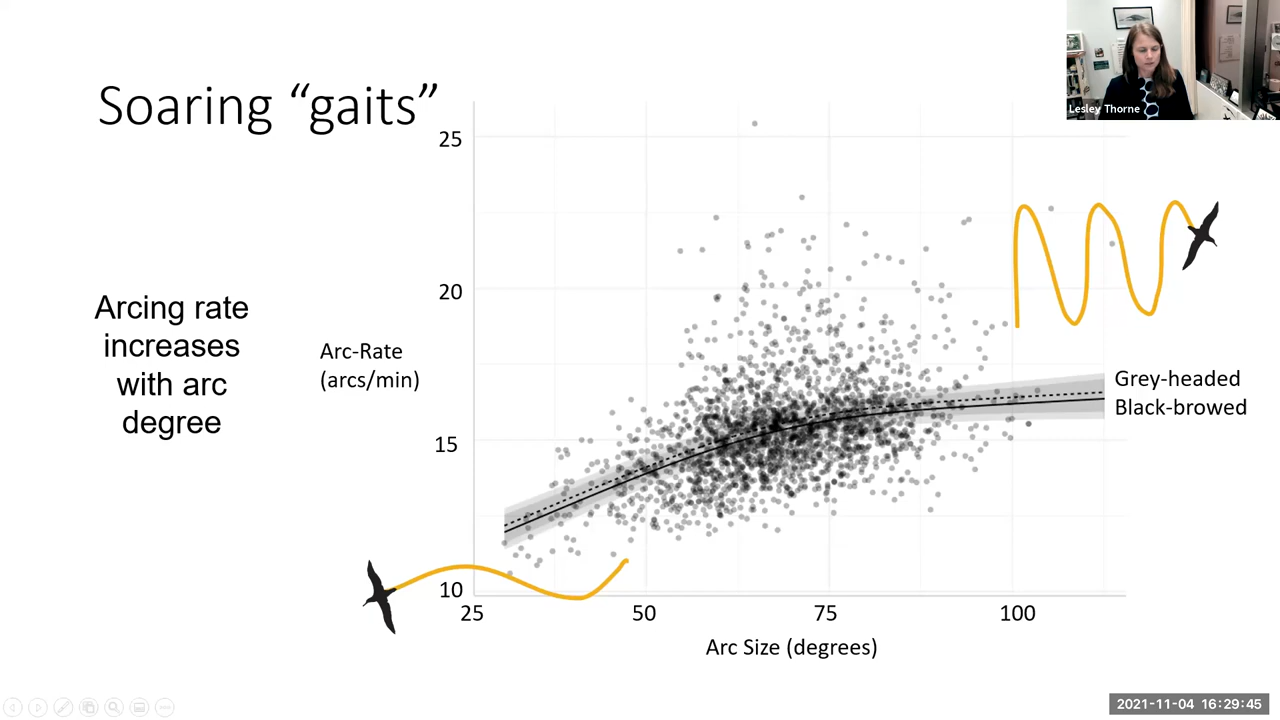 Soaring “gaits”
Lesley Thorne
Arcing rate
increases
with arc
degree
Arc-Rate
(arcs/min)
25
20
15
10
25
50
75
100
Arc Size (degrees)
Grey-headed
Black-browed
2021-11-04 16:29:45